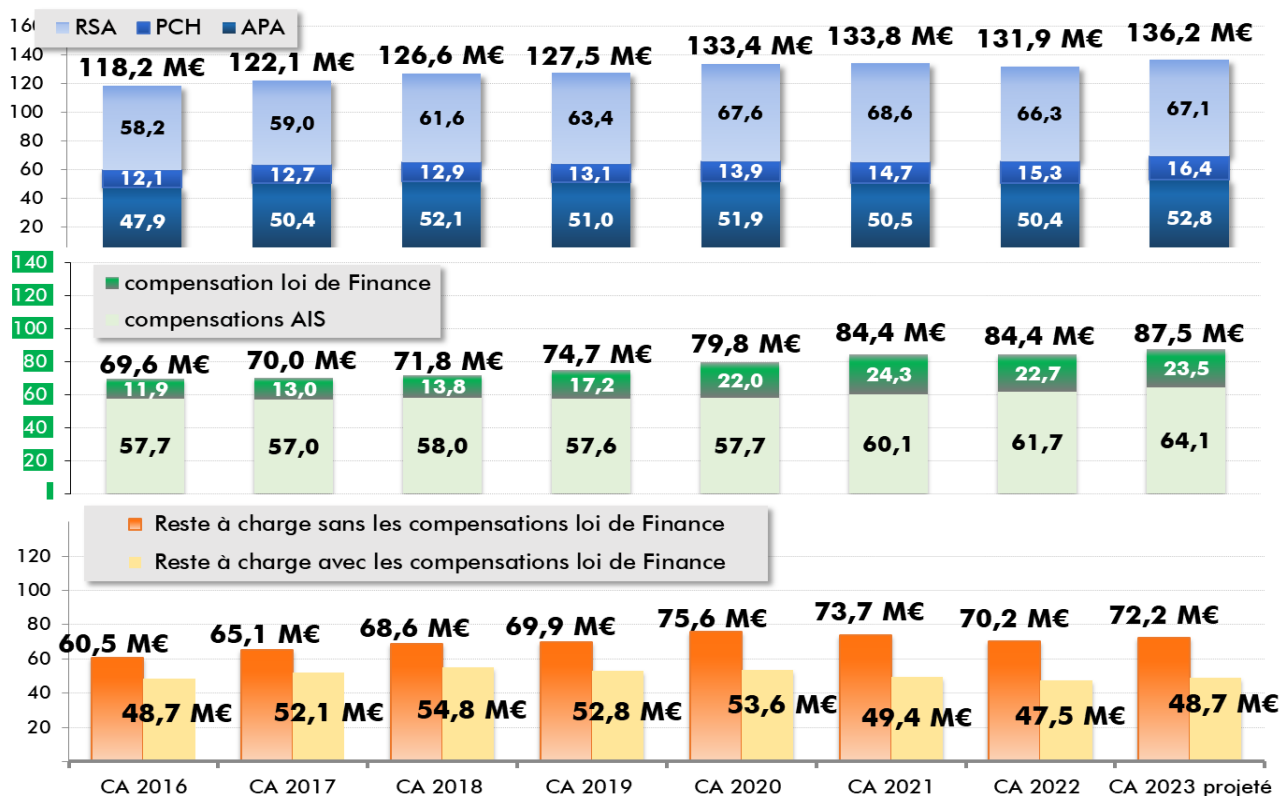 160
RSA PCH APA
140
120
100
80
60
40
20
118,2 M€ 122,1 M€ 126,6 M€ 127,5 M€ 133,4 M€ 133,8 M€ 131,9 M€ 136,2 M€
58,2 59,0 61,6 63,4 67,6 68,6 66,3 67,1
12,1 12,7 12,9 13,1 13,9 14,7 15,3 16,4
47,9 50,4 52,1 51,0 51,9 50,5 50,4 52,8
140
120
100
80
60
40
20
compensation loi de Finance
compensations AIS
69,6 M€ 70,0 M€ 71,8 M€ 74,7 M€ 79,8 M€ 84,4 M€ 84,4 M€ 87,5 M€
11,9 13,0 13,8 17,2 22,0 24,3 22,7 23,5
57,7 57,0 58,0 57,6 57,7 60,1 61,7 64,1
Reste à charge sans les compensations loi de Finance
Reste à charge avec les compensations loi de Finance
120
100
80
60
40
20
60,5 M€ 65,1 M€ 68,6 M€ 69,9 M€ 75,6 M€ 73,7 M€ 70,2 M€ 72,2 M€
48,7 M€ 52,1 M€ 54,8 M€ 52,8 M€ 53,6 M€ 49,4 M€ 47,5 M€ 48,7 M€
CA 2016 CA 2017 CA 2018 CA 2019 CA 2020 CA 2021 CA 2022 CA 2023 projeté